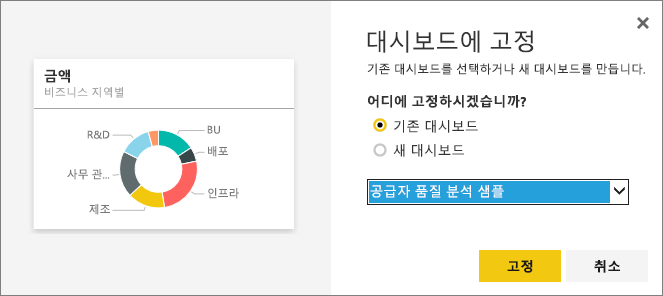 금액
비즈니스 지역별
R&D
BU
배포
사무 관...
인프라
제조
대시보드에 고정
기존 대시보드를 선택하거나 새 대시보드를 만듭니다.
어디에 고정하시겠습니까?
기존 대시보드
새 대시보드
공급자 품질 분석 샘플
고정
취소